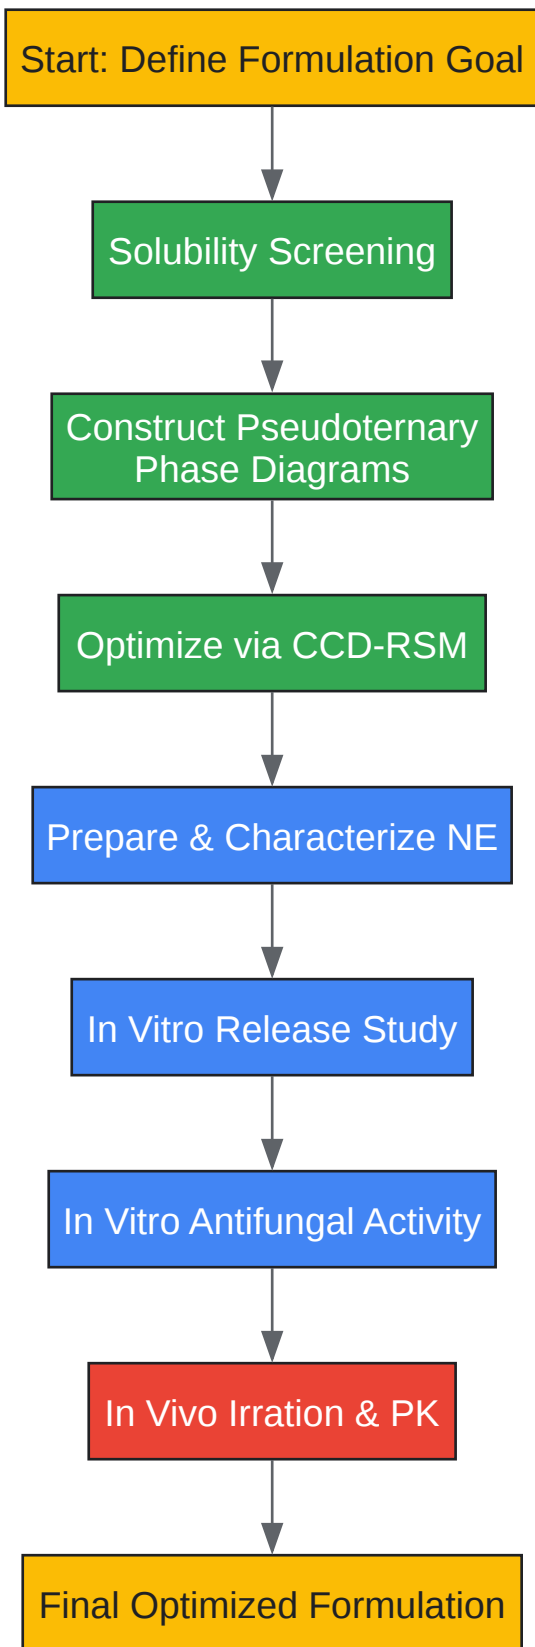 Start: Define Formulation Goal
Solubility Screening
Construct Pseudoternary
Phase Diagrams
Optimize via CCD-RSM
Prepare & Characterize NE
In Vitro Release Study
In Vitro Antifungal Activity
In Vivo Irration & PK
Final Optimized Formulation